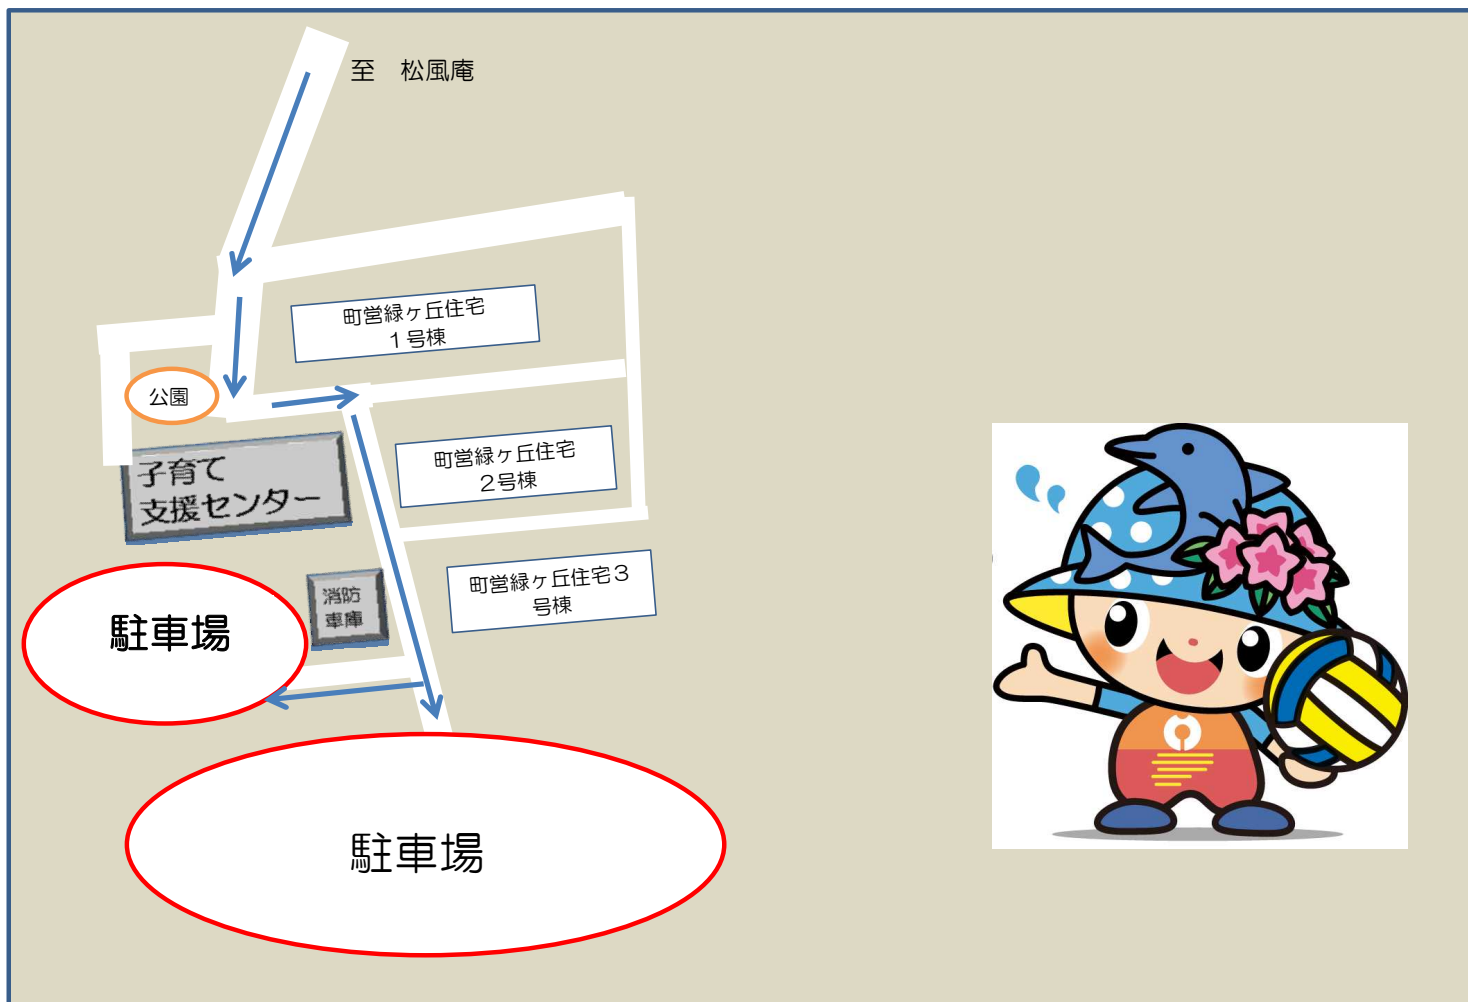 至　松風庵
町営緑ヶ丘住宅
１号棟
公園
町営緑ヶ丘住宅
２号棟
子育て
支援センター
町営緑ヶ丘住宅３
号棟
消防
車庫
駐車場
駐車場